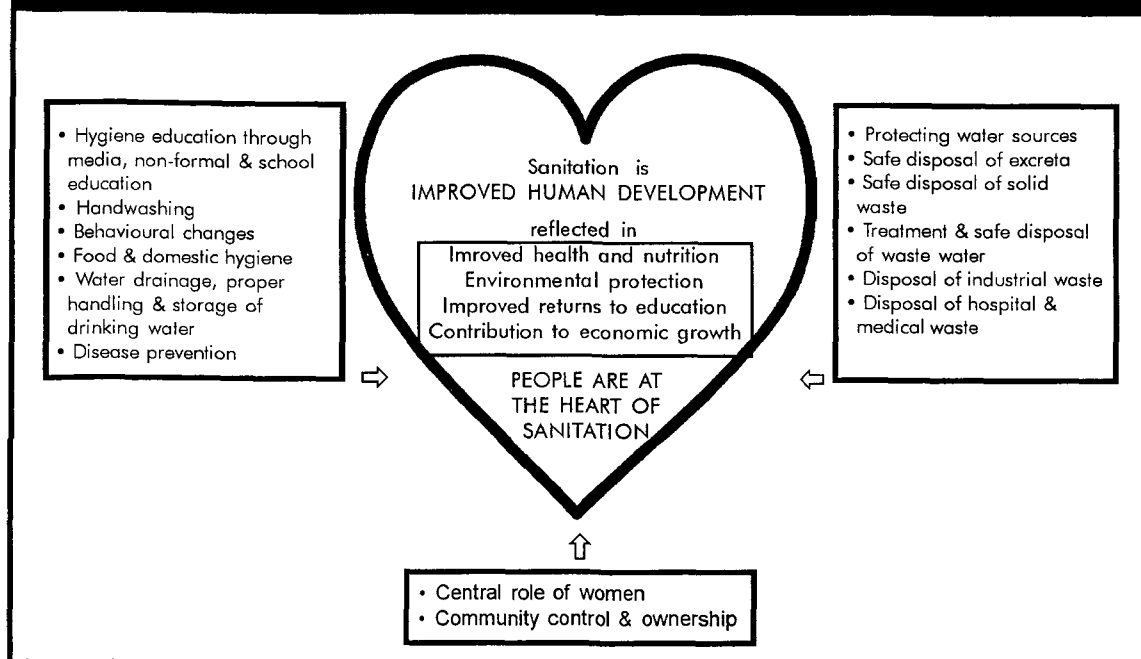 • Hygiene education through
media, non-formal & school
education
• Handwashing
• Behavioural changes
• Food & domestic hygiene
• Water drainage, proper
handling & storage of
drinking water
• Disease prevention
Sanitation is
IMPROVED HUMAN DEVELOPMENT
reflected in
Imroved health and nutrition
Environmental protection
Improved returns to education
Contribution to economic growth
PEOPLE ARE AT
THE HEART OF
SANITATION
• Protecting water sources
• Safe disposal of excreta
• Safe disposal of solid
waste
• Treatment & safe disposal
of waste water
• Disposal of industrial waste
• Disposal of hospital &
medical waste
• Central role of women
• Community control & ownership